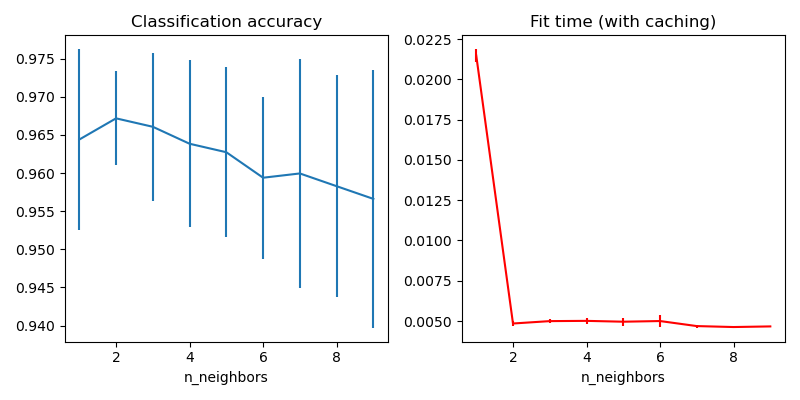 Classification accuracy
0.975
0.970
0.965
0.960
0.955
0.950
0.945
0.940
2 4 6 8
n_neighbors
Fit time (with caching)
0.0225
0.0200
0.0175
0.0150
0.0125
0.0100
0.0075
0.0050
2 4 6 8
n_neighbors